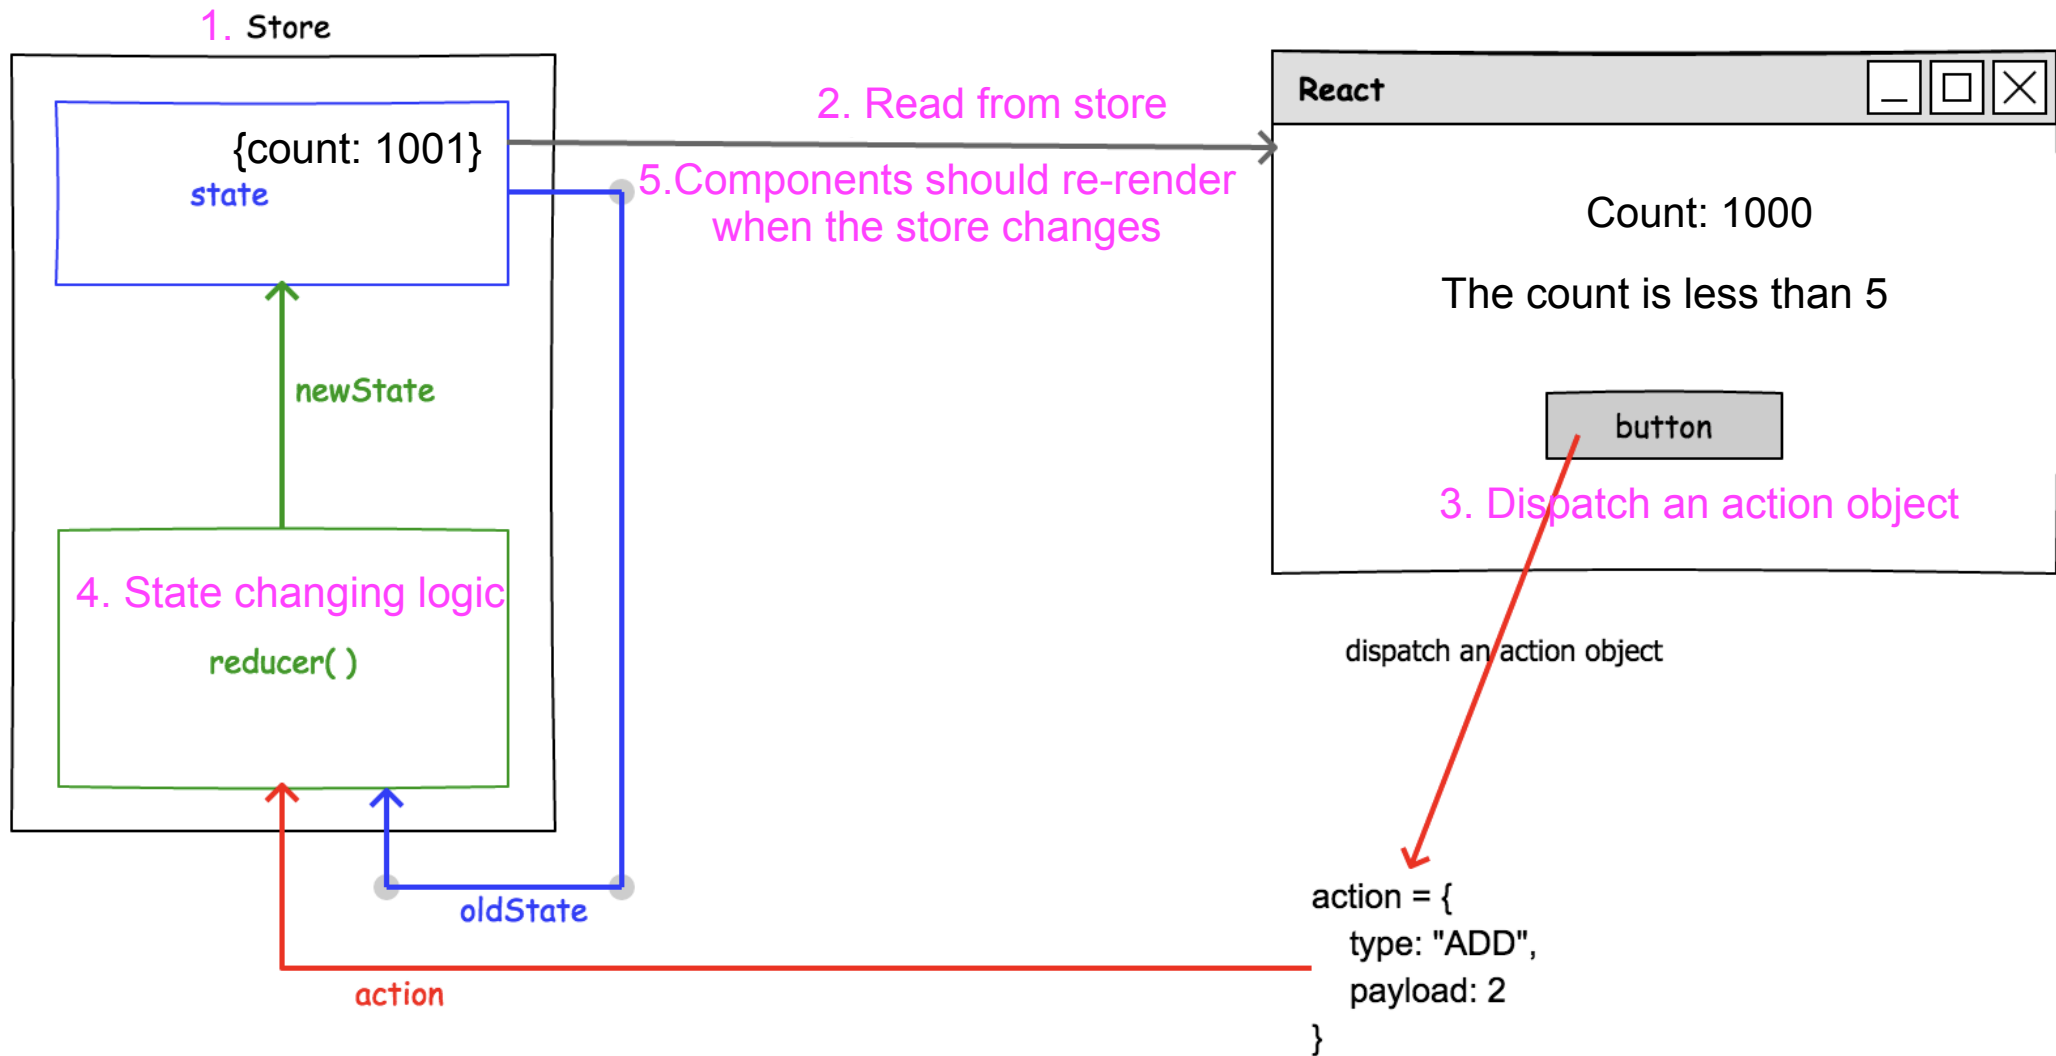 1. Store
{count: 1001}
state
newState
4. State changing logic
reducer( )
oldState
action
2. Read from store
5.Components should re-render
when the store changes
React
Count: 1000
The count is less than 5
button
3. Dispatch an action object
dispatch an action object
action = {
type: "ADD",
payload: 2
}